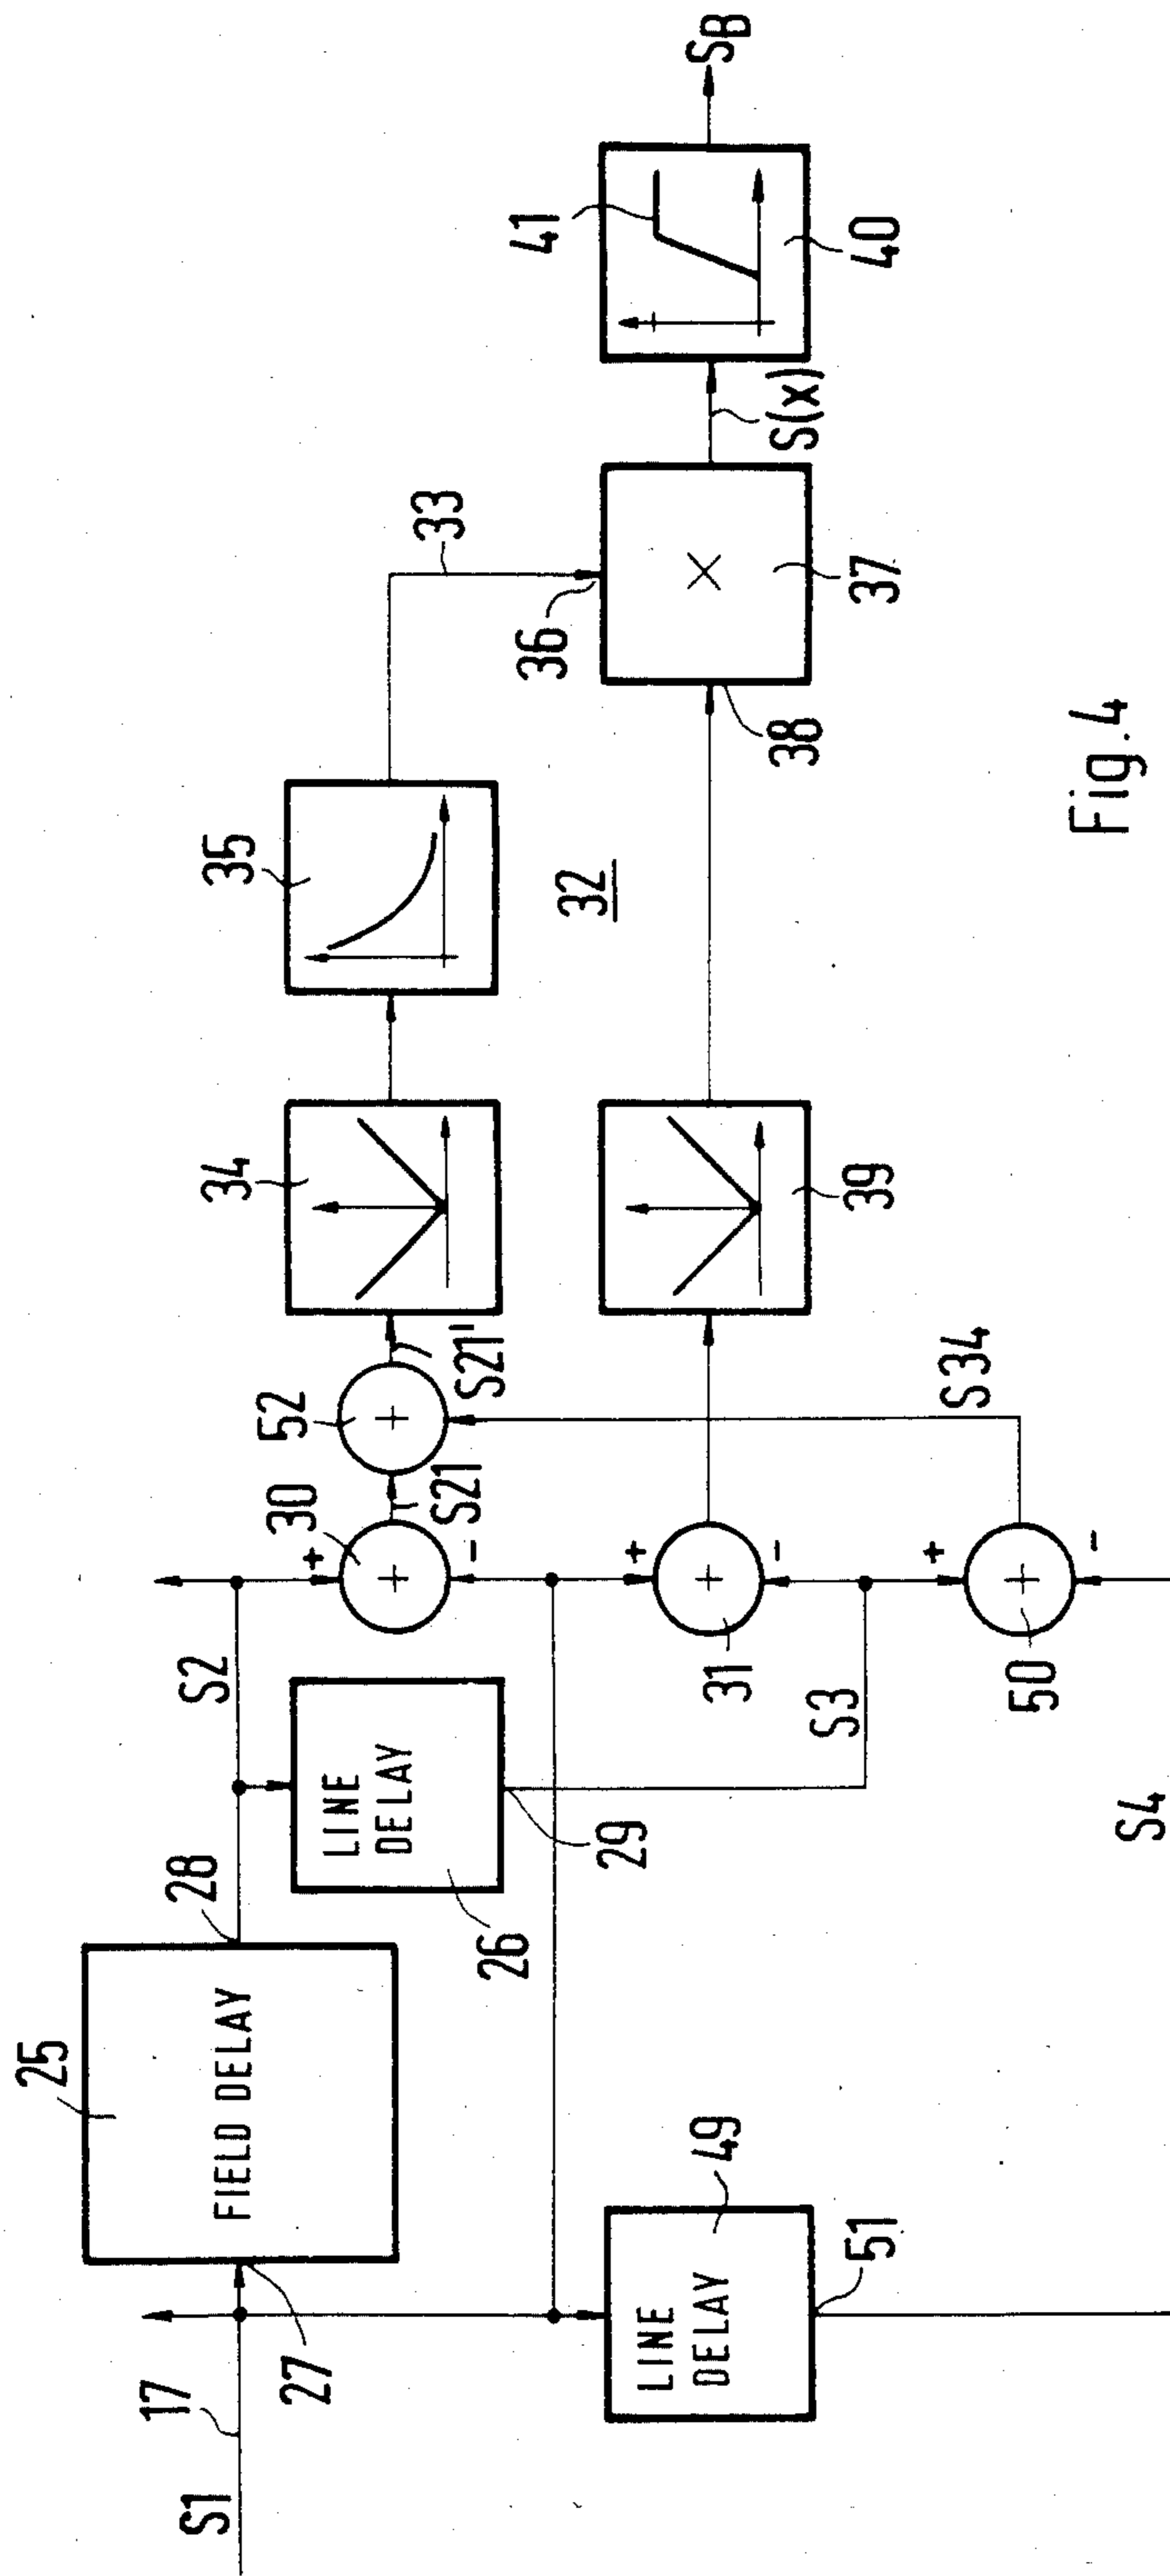 S1
17
27
25
FIELD DELAY
28
S2
LINE
DELAY
26
29
S3
LINE
DELAY
49
51
S4
30
+
+
-
S21
52
+
S21'
31
+
+
-
50
+
+
-
S34
34
35
32
33
36
39
38
×
37
S(x)
41
40
SB
Fig. 4